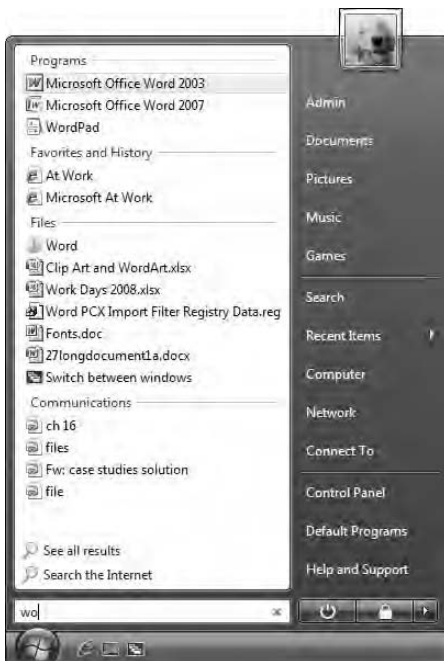 Programs
Microsoft Office Word 2003
Microsoft Office Word 2007
WordPad
Favorites and History
At Work
Microsoft At Work
Files
Word
Clip Art and WordArt.xlsx
Work Days 2008.xlsx
Word PCX Import Filter Registry Data.reg
Fonts.doc
27longdocument1a.docx
Switch between windows
Communications
ch 16
files
Fw: case studies solution
file
See all results
Search the Internet
wo
Admin
Documents
Pictures
Music
Games
Search
Recent Items
Computer
Network
Connect To
Control Panel
Default Programs
Help and Support